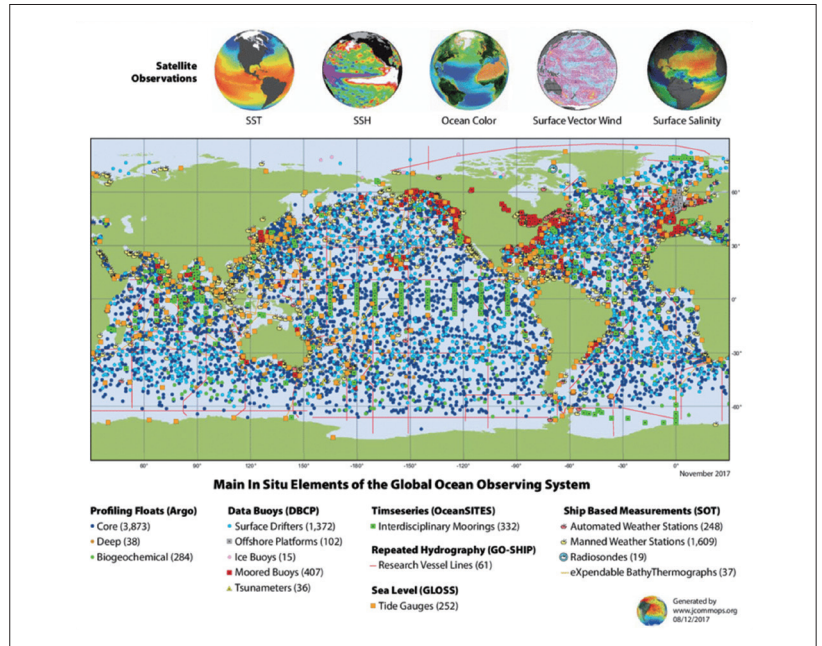 Satellite
Observations
SST
SSH
Ocean Color
Surface Vector Wind
Surface Salinity
60°
30°
0°
-30°
-60°
60°
90°
120°
150°
-180°
-150°
-120°
-90°
-60°
-30°
0°
November 2017
Main In Situ Elements of the Global Ocean Observing System
Profiling Floats (Argo)
Core (3,873)
Deep (38)
Biogeochemical (284)
Data Buoys (DBCP)
Surface Drifters (1,372)
Offshore Platforms (102)
Ice Buoys (15)
Moored Buoys (407)
Tsunameters (36)
Timeseries (OceanSITES)
Interdisciplinary Moorings (332)
Repeated Hydrography (GO-SHIP)
Research Vessel Lines (61)
Sea Level (GLOSS)
Tide Gauges (252)
Ship Based Measurements (SOT)
Automated Weather Stations (248)
Manned Weather Stations (1,609)
Radiosondes (19)
eXpendable BathyThermographs (37)
Generated by
www.jcommops.org
08/12/2017